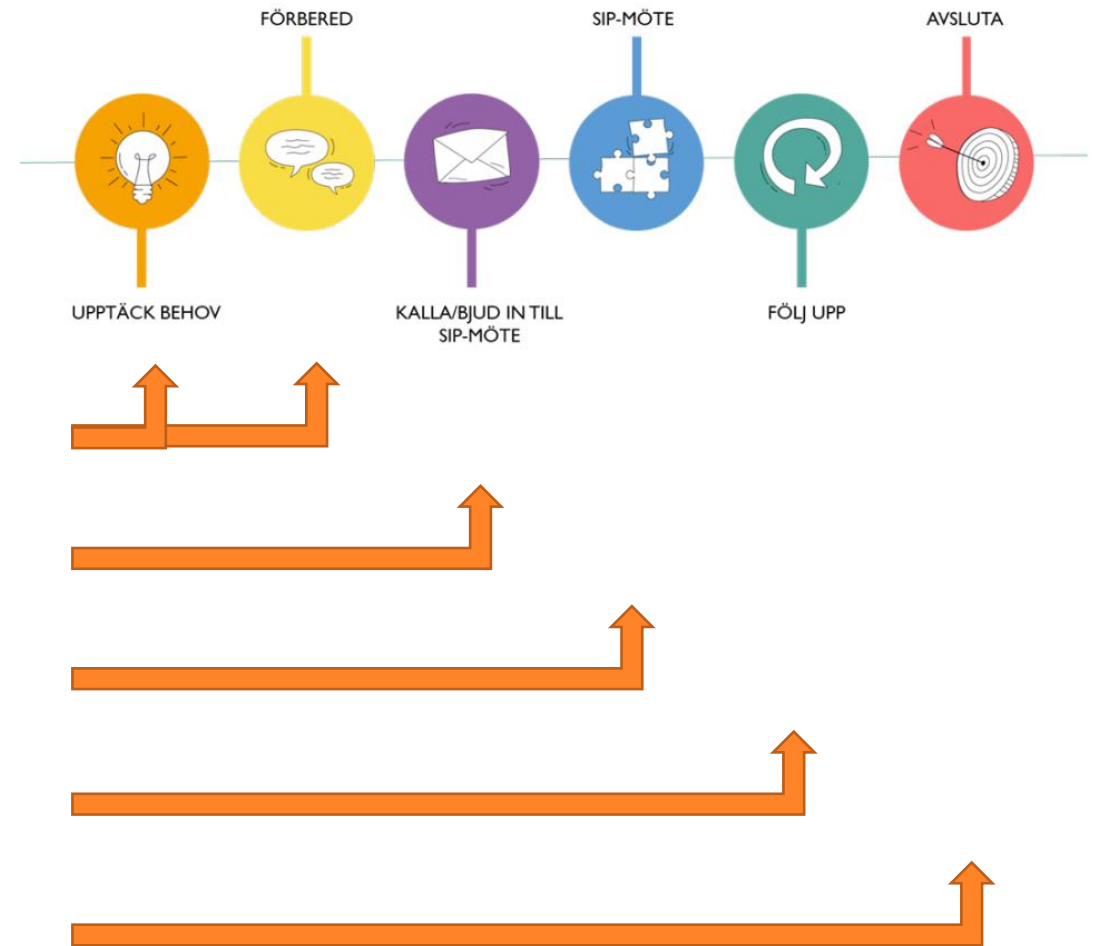 FÖRBERED
SIP-MÖTE
AVSLUTA
UPPTÄCK BEHOV
KALLA/BJUD IN TILL
SIP-MÖTE
FÖLJ UPP